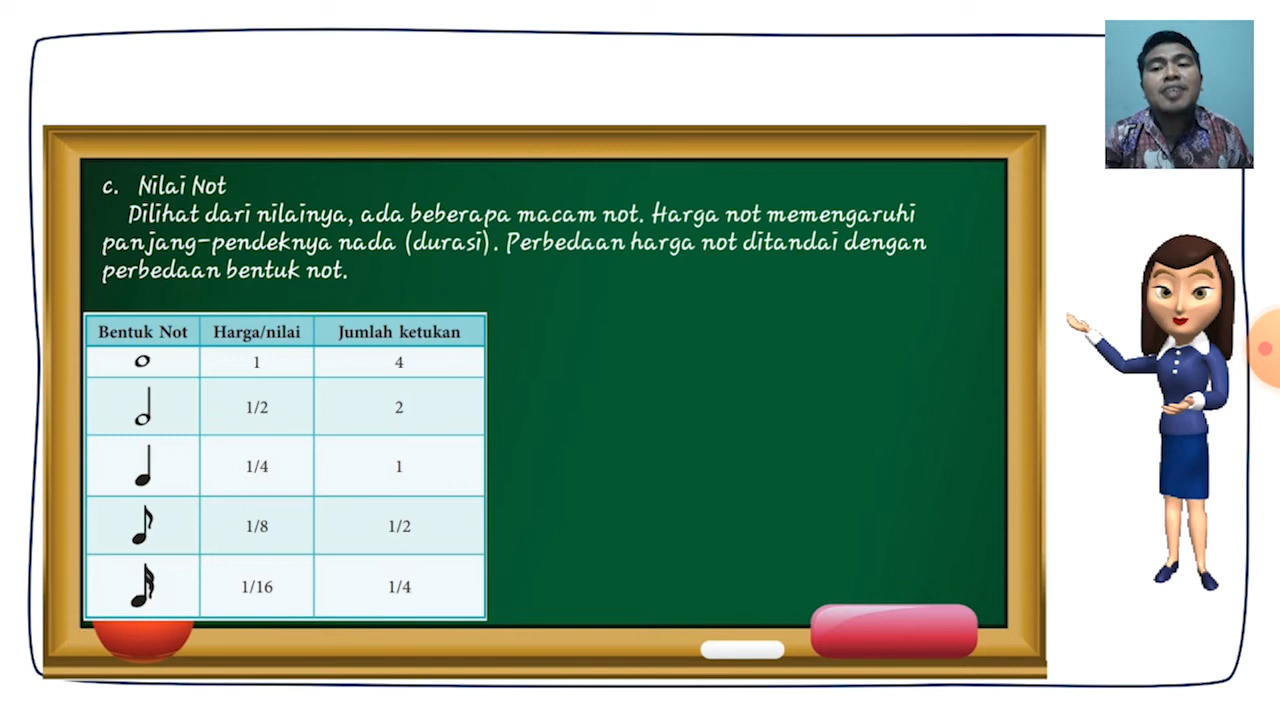 c. Nilai Not
Dilihat dari nilainya, ada beberapa macam not. Harga not memengaruhi
panjang-pendeknya nada (durasi). Perbedaan harga not ditandai dengan
perbedaan bentuk not.
Bentuk Not Harga/nilai Jumlah ketukan
1 4
1/2 2
1/4 1
1/8 1/2
1/16 1/4